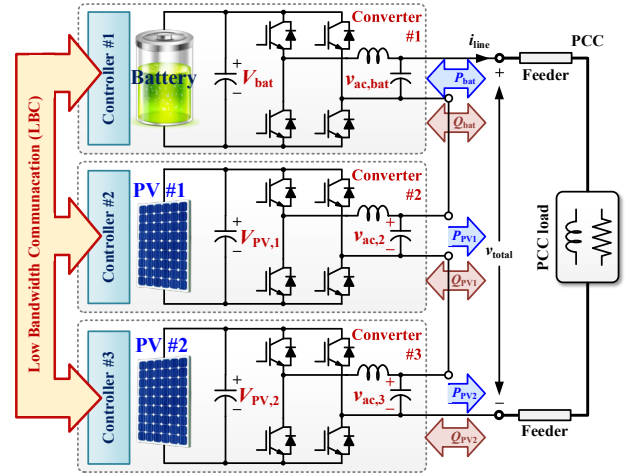 Low Bandwidth Communacation (LBC)
Controller #1
Battery
+
V_bat
−
Converter
#1
v_ac,bat
i_line
P_bat
Q_bat
Feeder
PCC
+
Controller #2
PV #1
+
V_PV,1
−
Converter
#2
+
v_ac,2
−
P_PV1
Q_PV1
v_total
PCC load
Controller #3
PV #2
+
V_PV,2
−
Converter
#3
+
v_ac,3
−
P_PV2
Q_PV2
−
Feeder